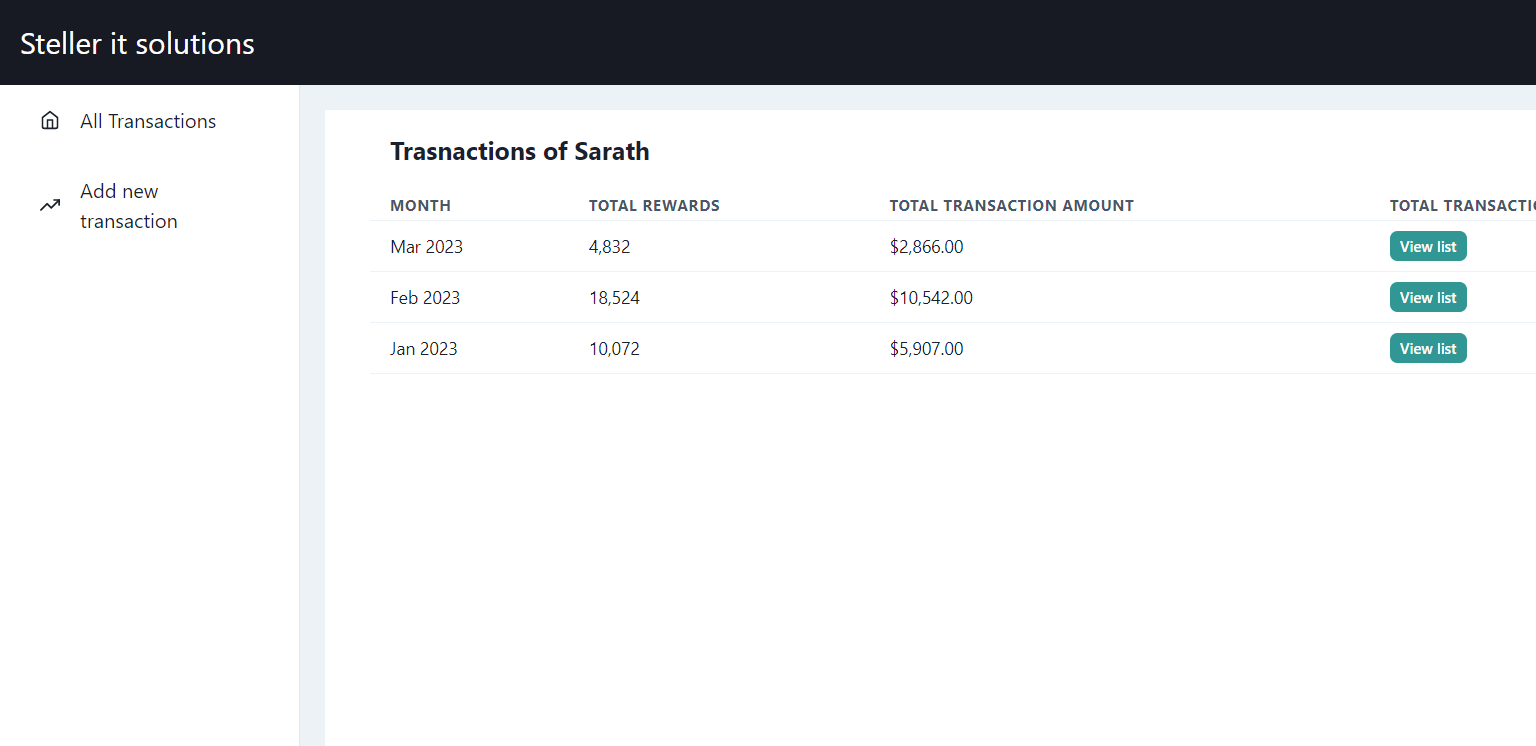 Steller it solutions
All Transactions
Add new
transaction
Trasnactions of Sarath
MONTH TOTAL REWARDS TOTAL TRANSACTION AMOUNT TOTAL
Mar 2023 4,832 $2,866.00 View list
Feb 2023 18,524 $10,542.00 View list
Jan 2023 10,072 $5,907.00 View list